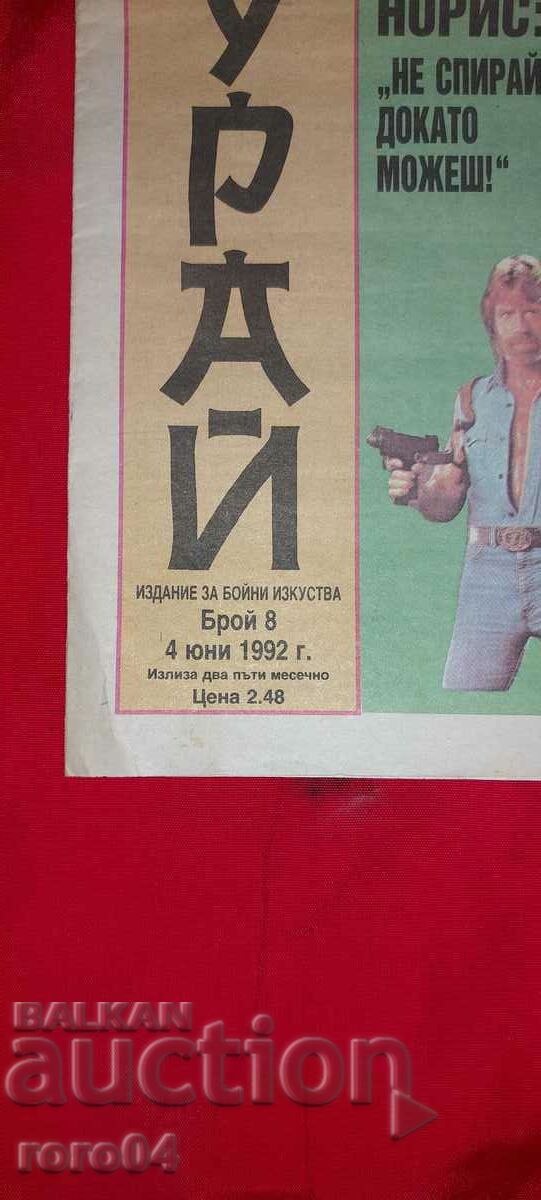 УРАЙ
ИЗДАНИЕ ЗА БОЙНИ ИЗКУСТВА
Брой 8
4 юни 1992 г.
Излиза два пъти месечно
Цена 2.48
НОРИС:
„НЕ СПИРАЙ
ДОКАТО
МОЖЕШ!“
BALKAN
auction
roro04